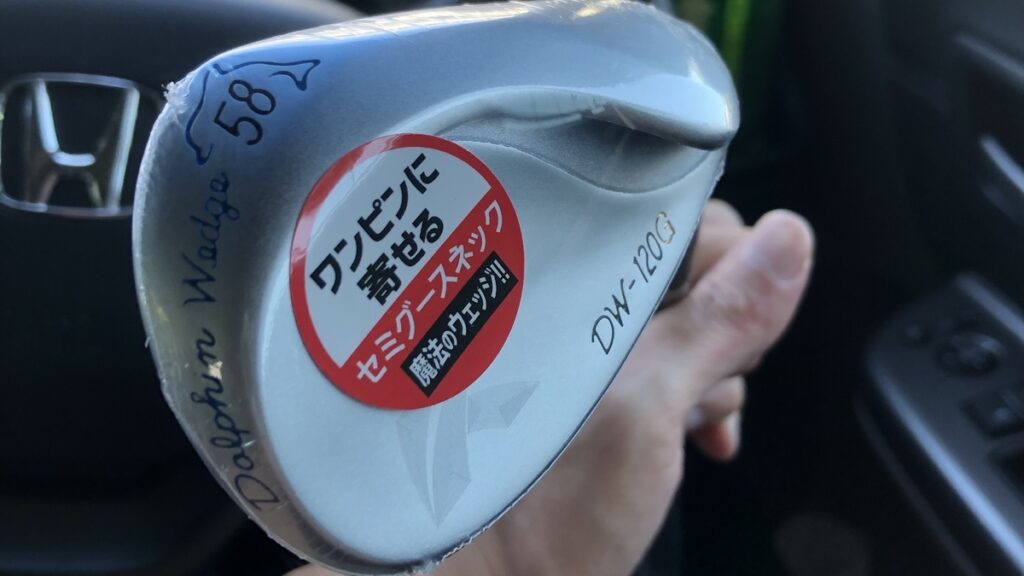 58
Dolphin Wedge
ワンピンに
寄せる
セミグースネック
魔法のウェッジ!!
DW-120G